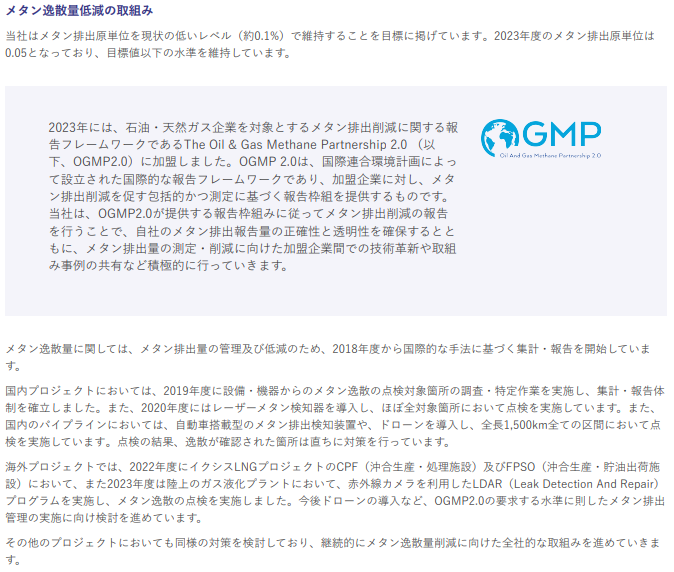 メタン逸散量低減の取組み
当社はメタン排出原単位を現状の低いレベル（約0.1%）で維持することを目標に掲げています。2023年度のメタン排出原単位は
0.05となっており、目標値以下の水準を維持しています。
2023年には、石油・天然ガス企業を対象とするメタン排出削減に関する報
告フレームワークであるThe Oil & Gas Methane Partnership 2.0 （以
下、OGMP2.0）に加盟しました。OGMP 2.0は、国際連合環境計画によっ
て設立された国際的な報告フレームワークであり、加盟企業に対し、メタ
ン排出削減を促す包括的かつ測定に基づく報告枠組を提供するものです。
当社は、OGMP2.0が提供する報告枠組みに従ってメタン排出削減の報告
を行うことで、自社のメタン排出報告量の正確性と透明性を確保するとと
もに、メタン排出量の測定・削減に向けた加盟企業間での技術革新や取組
み事例の共有など積極的に行っていきます。
OGMP
Oil And Gas Methane Partnership 2.0
メタン逸散量に関しては、メタン排出量の管理及び低減のため、2018年度から国際的な手法に基づく集計・報告を開始していま
す。
国内プロジェクトにおいては、2019年度に設備・機器からのメタン逸散の点検対象箇所の調査・特定作業を実施し、集計・報告体
制を確立しました。また、2020年度にはレーザーメタン検知器を導入し、ほぼ全対象箇所において点検を実施しています。また、
国内のパイプラインにおいては、自動車搭載型のメタン排出検知装置や、ドローンを導入し、全長1,500km全ての区間において点
検を実施しています。点検の結果、逸散が確認された箇所は直ちに対策を行っています。
海外プロジェクトでは、2022年度にイクシスLNGプロジェクトのCPF（沖合生産・処理施設）及びFPSO（沖合生産・貯油出荷施
設）において、また2023年度は陸上のガス液化プラントにおいて、赤外線カメラを利用したLDAR（Leak Detection And Repair）
プログラムを実施し、メタン逸散の点検を実施しました。今後ドローンの導入など、OGMP2.0の要求する水準に則したメタン排出
管理の実施に向け検討を進めています。
その他のプロジェクトにおいても同様の対策を検討しており、継続的にメタン逸散量削減に向けた全社的な取組みを進めていきま
す。